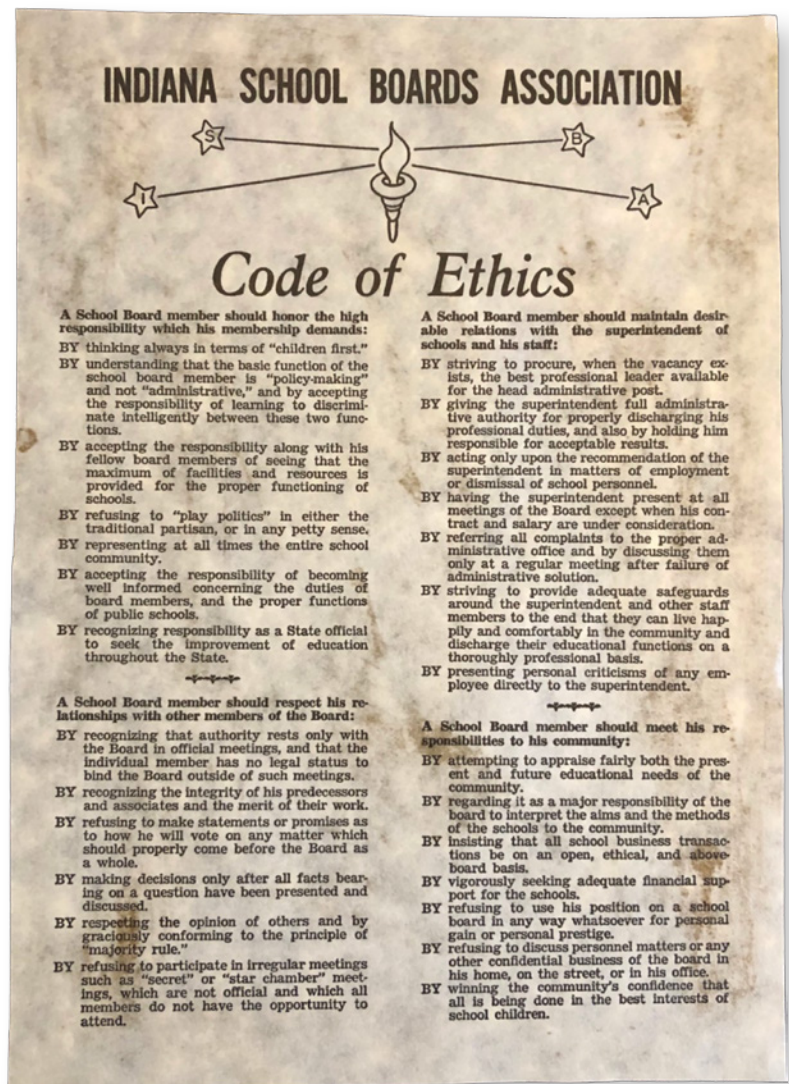 INDIANA SCHOOL BOARDS ASSOCIATION
S
B
I
A
Code of Ethics
A School Board member should honor the high
responsibility which his membership demands:
BY thinking always in terms of “children first.”
BY understanding that the basic function of the
school board member is “policy-making”
and not “administrative,” and by accepting
the responsibility of learning to discrimi-
nate intelligently between these two func-
tions.
BY accepting the responsibility along with his
fellow board members of seeing that the
maximum of facilities and resources is
provided for the proper functioning of
schools.
BY refusing to “play politics” in either the
traditional partisan, or in any petty sense.
BY representing at all times the entire school
community.
BY accepting the responsibility of becoming
well informed concerning the duties of
board members, and the proper functions
of public schools.
BY recognizing responsibility as a State official
to seek the improvement of education
throughout the State.
A School Board member should respect his re-
lationships with other members of the Board:
BY recognizing that authority rests only with
the Board in official meetings, and that the
individual member has no legal status to
bind the Board outside of such meetings.
BY recognizing the integrity of his predecessors
and associates and the merit of their work.
BY refusing to make statements or promises as
to how he will vote on any matter which
should properly come before the Board as
a whole.
BY making decisions only after all facts bear-
ing on a question have been presented and
discussed.
BY respecting the opinion of others and by
graciously conforming to the principle of
“majority rule.”
BY refusing to participate in irregular meetings
such as “secret” or “star chamber” meet-
ings, which are not official and which all
members do not have the opportunity to
attend.
A School Board member should maintain desir-
able relations with the superintendent of
schools and his staff:
BY striving to procure, when the vacancy ex-
ists, the best professional leader available
for the head administrative post.
BY giving the superintendent full administra-
tive authority for properly discharging his
professional duties, and also by holding him
responsible for acceptable results.
BY acting only upon the recommendation of the
superintendent in matters of employment
or dismissal of school personnel.
BY having the superintendent present at all
meetings of the Board except when his con-
tract and salary are under consideration.
BY referring all complaints to the proper ad-
ministrative office and by discussing them
only at a regular meeting after failure of
administrative solution.
BY striving to provide adequate safeguards
around the superintendent and other staff
members to the end that they can live hap-
pily and comfortably in the community and
discharge their educational functions on a
thoroughly professional basis.
BY presenting personal criticisms of any em-
ployee directly to the superintendent.
A School Board member should meet his re-
sponsibilities to his community:
BY attempting to appraise fairly both the pres-
ent and future educational needs of the
community.
BY regarding it as a major responsibility of the
board to interpret the aims and the methods
of the schools to the community.
BY insisting that all school business transac-
tions be on an open, ethical, and above-
board basis.
BY vigorously seeking adequate financial sup-
port for the schools.
BY refusing to use his position on a school
board in any way whatsoever for personal
gain or personal prestige.
BY refusing to discuss personnel matters or any
other confidential business of the board in
his home, on the street, or in his office.
BY winning the community’s confidence that
all is being done in the best interests of
school children.